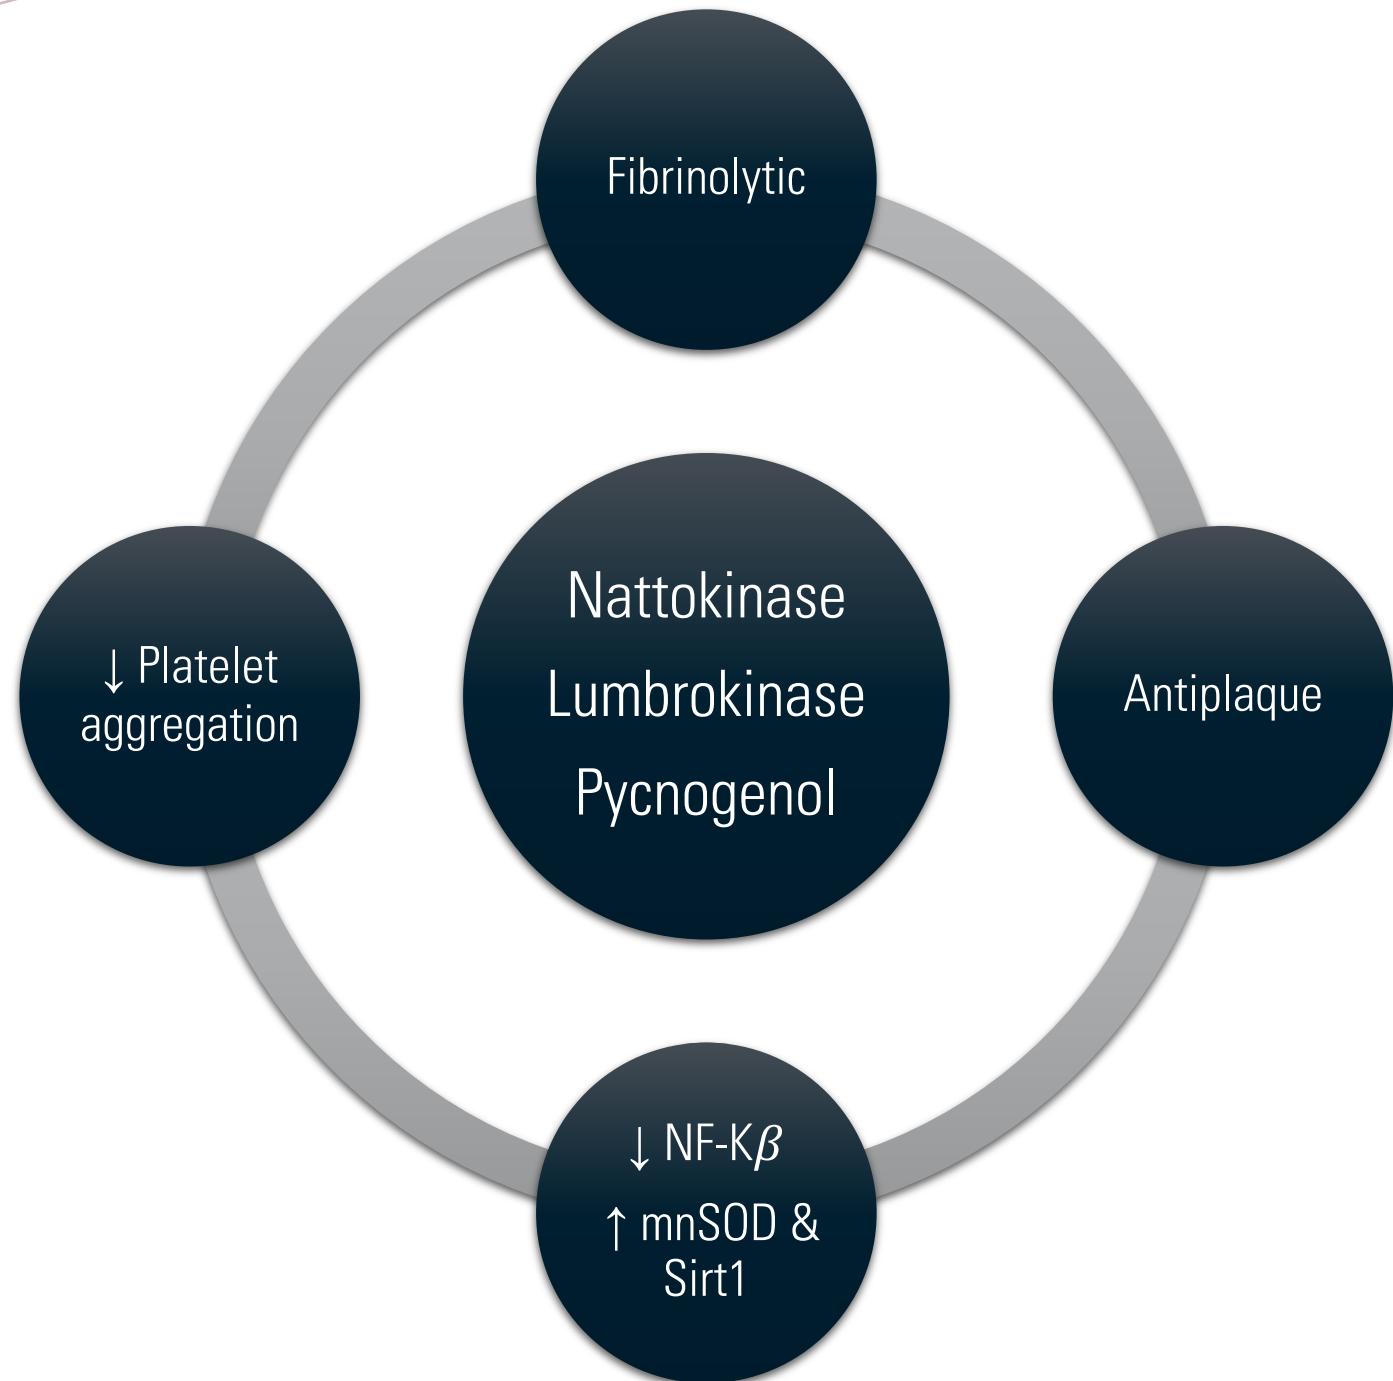 Fibrinolytic
↓ Platelet
aggregation
Nattokinase
Lumbrokinase
Pycnogenol
Antiplaque
↓ NF-Kβ
↑ mnSOD &
Sirt1